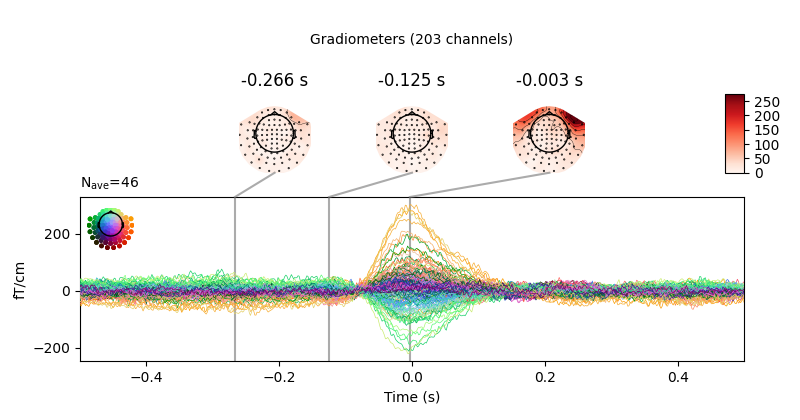 Gradiometers (203 channels)
-0.266 s
-0.125 s
-0.003 s
250
200
150
100
50
0
Nave=46
200
0
−200
fT/cm
−0.4
−0.2
0.0
0.2
0.4
Time (s)